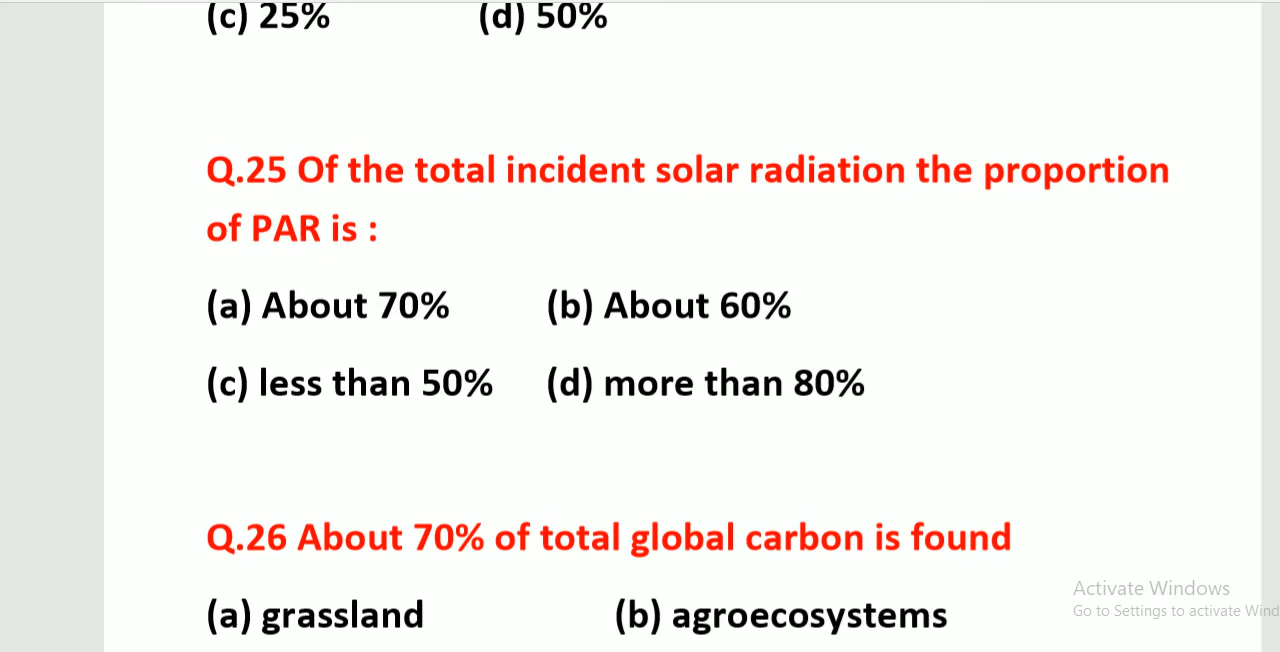 (c) 25% (d) 50%
Q.25 Of the total incident solar radiation the proportion
of PAR is :
(a) About 70% (b) About 60%
(c) less than 50% (d) more than 80%
Q.26 About 70% of total global carbon is found
(a) grassland (b) agroecosystems
Activate Windows
Go to Settings to activate Wind